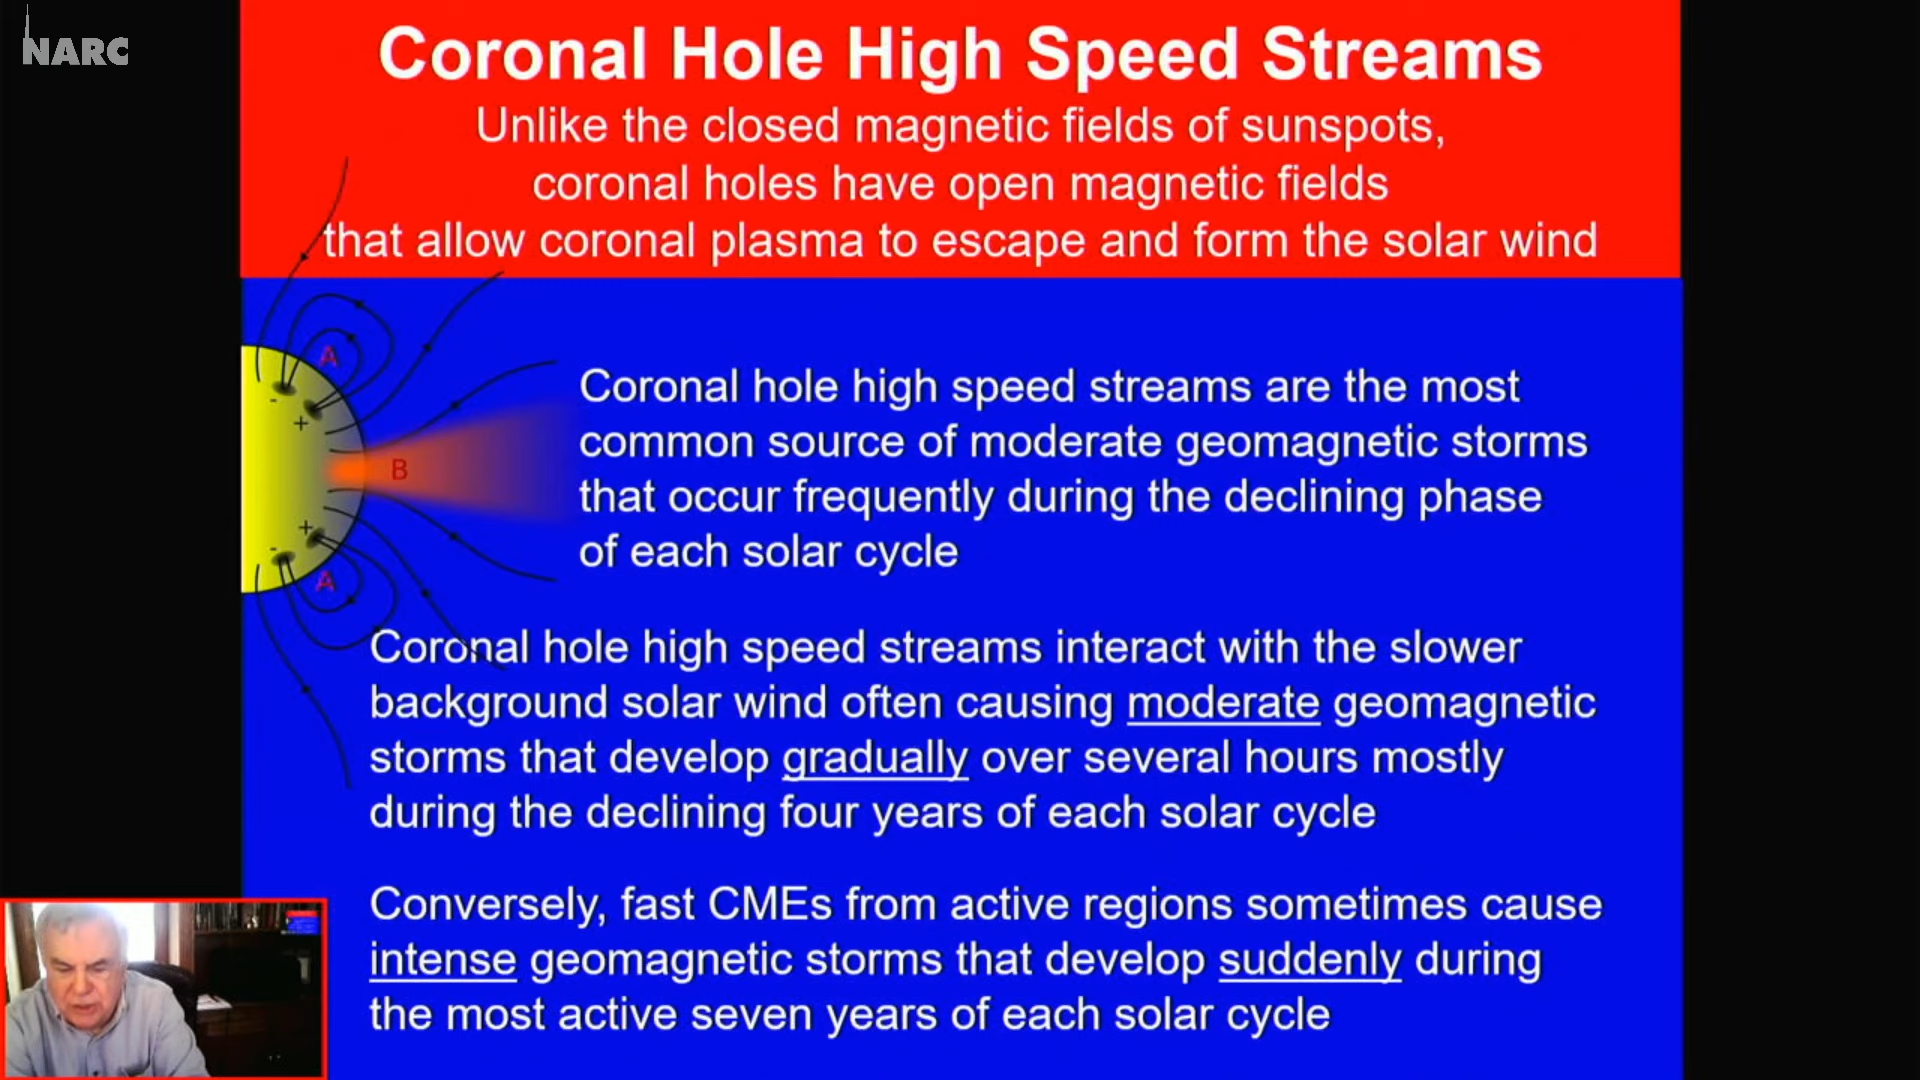 NARC
Coronal Hole High Speed Streams
Unlike the closed magnetic fields of sunspots,
coronal holes have open magnetic fields
that allow coronal plasma to escape and form the solar wind
A
-
+
B
+
-
A
Coronal hole high speed streams are the most
common source of moderate geomagnetic storms
that occur frequently during the declining phase
of each solar cycle
Coronal hole high speed streams interact with the slower
background solar wind often causing moderate geomagnetic
storms that develop gradually over several hours mostly
during the declining four years of each solar cycle
Conversely, fast CMEs from active regions sometimes cause
intense geomagnetic storms that develop suddenly during
the most active seven years of each solar cycle